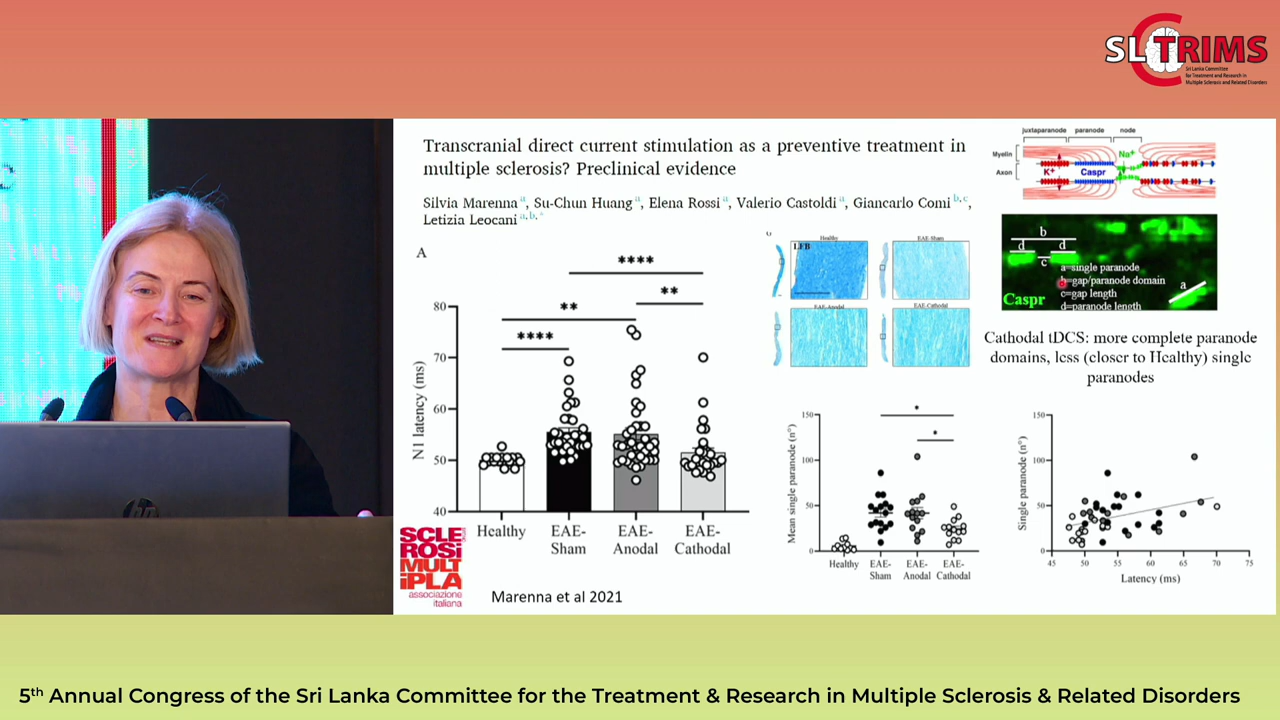 SLCTRIMS
Sri Lanka Committee
for Treatment and Research in
Multiple Sclerosis and Related Disorders
Transcranial direct current stimulation as a preventive treatment in
multiple sclerosis? Preclinical evidence
Silvia Marenna a, Su-Chun Huang a, Elena Rossi a, Valerio Castoldi a, Giancarlo Comi b,c,
Letizia Leocani a,b,*
A
N1 latency (ms)
80
70
60
50
40
****
**
**
****
Healthy
EAE-Sham
EAE-Anodal
EAE-Cathodal
SCLE
ROSi
MULT
iPLA
associazione
italiana
Marenna et al 2021
Healthy
EAE-Sham
LFB
EAE-Anodal
EAE-Cathodal
juxtaparanode paranode node
Myelin
Axon
K+
Caspr
Na+
b
d d
c
a
a=single paranode
b=gap/paranode domain
c=gap length
d=paranode length
Caspr
Cathodal tDCS: more complete paranode
domains, less (closer to Healthy) single
paranodes
Mean single paranode (n°)
150
100
50
0
*
*
Healthy
EAE-Sham
EAE-Anodal
EAE-Cathodal
Single paranode (n°)
150
100
50
0
45 50 55 60 65 70 75
Latency (ms)
hp
5th Annual Congress of the Sri Lanka Committee for the Treatment & Research in Multiple Sclerosis & Related Disorders